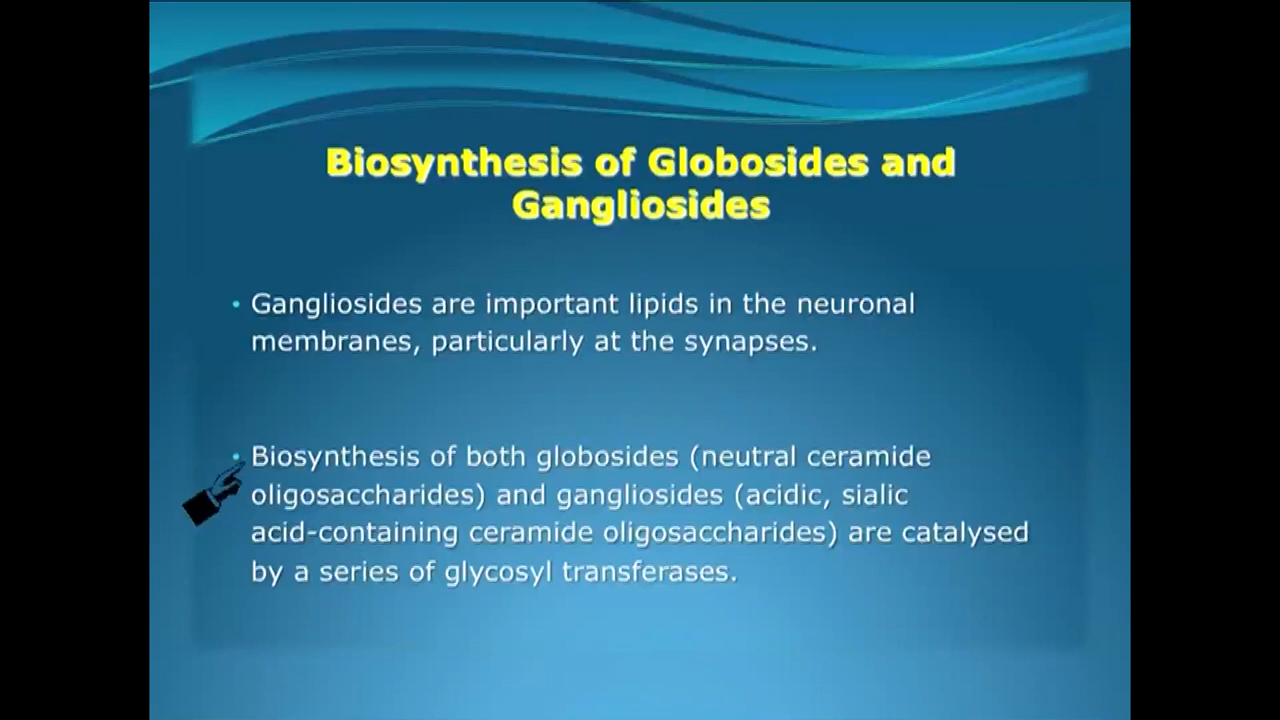 Biosynthesis of Globosides and
Gangliosides
• Gangliosides are important lipids in the neuronal
membranes, particularly at the synapses.
• Biosynthesis of both globosides (neutral ceramide
oligosaccharides) and gangliosides (acidic, sialic
acid-containing ceramide oligosaccharides) are catalysed
by a series of glycosyl transferases.